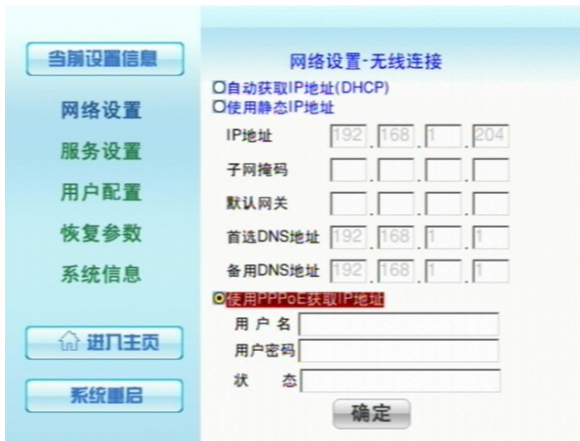 当前设置信息
网络设置
服务设置
用户配置
恢复参数
系统信息
进入主页
系统重启
网络设置-无线连接
自动获取IP地址(DHCP)
使用静态IP地址
IP地址 192 . 168 . 1 . 204
子网掩码 . . .
默认网关 . . .
首选DNS地址 192 . 168 . 1 . 1
备用DNS地址 192 . 168 . 1 . 1
使用PPPoE获取IP地址
用 户 名
用户密码
状 态
确定